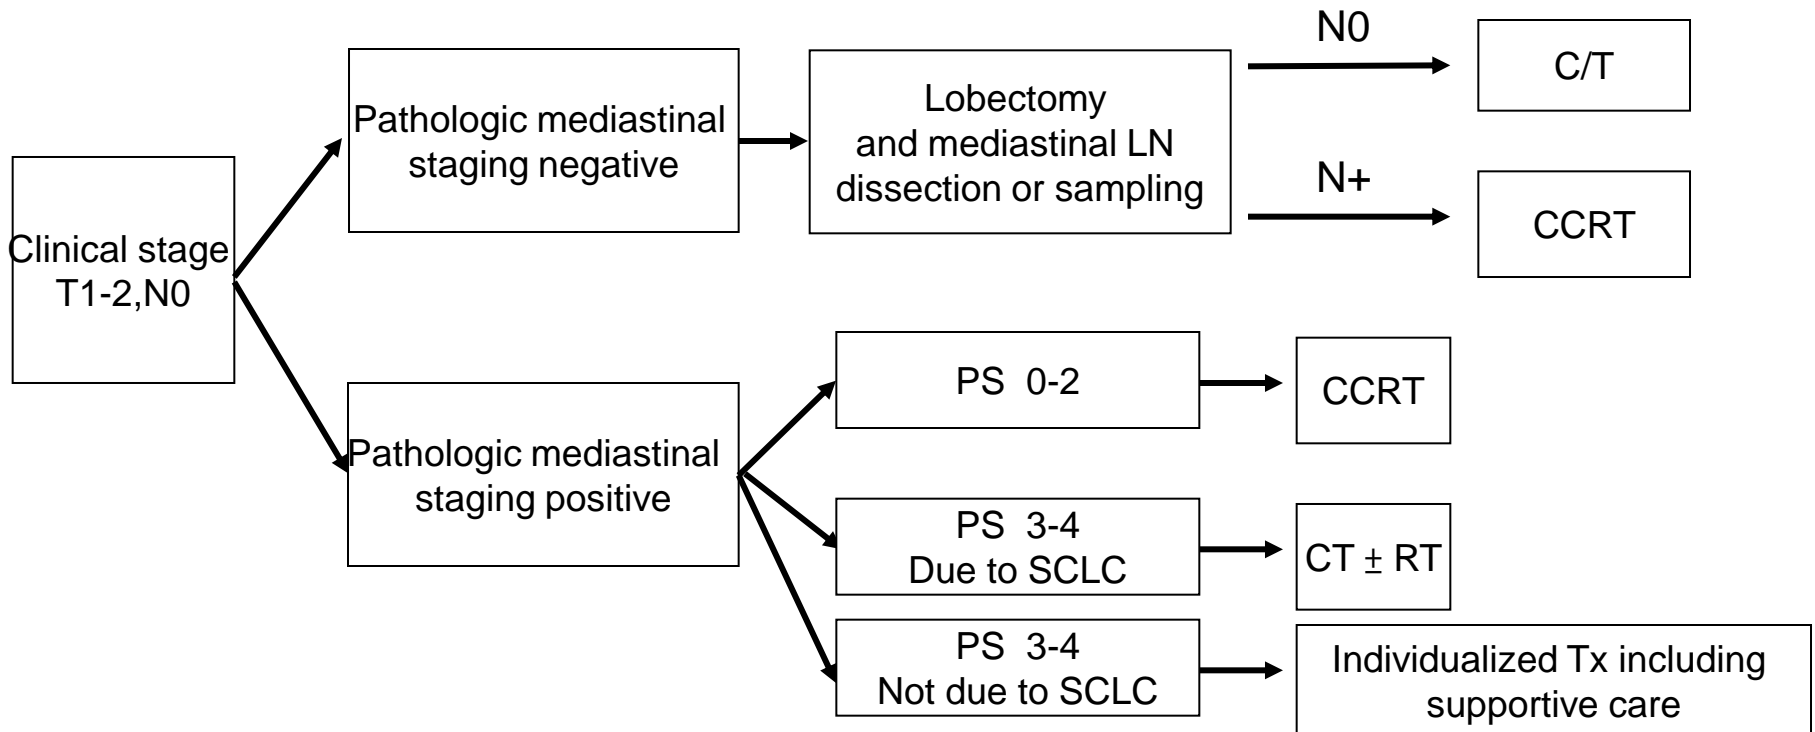 Clinical stage
T1-2,N0
Pathologic mediastinal
staging negative
Lobectomy
and mediastinal LN
dissection or sampling
N0
C/T
N+
CCRT
Pathologic mediastinal
staging positive
PS 0-2
CCRT
PS 3-4
Due to SCLC
CT ± RT
PS 3-4
Not due to SCLC
Individualized Tx including
supportive care